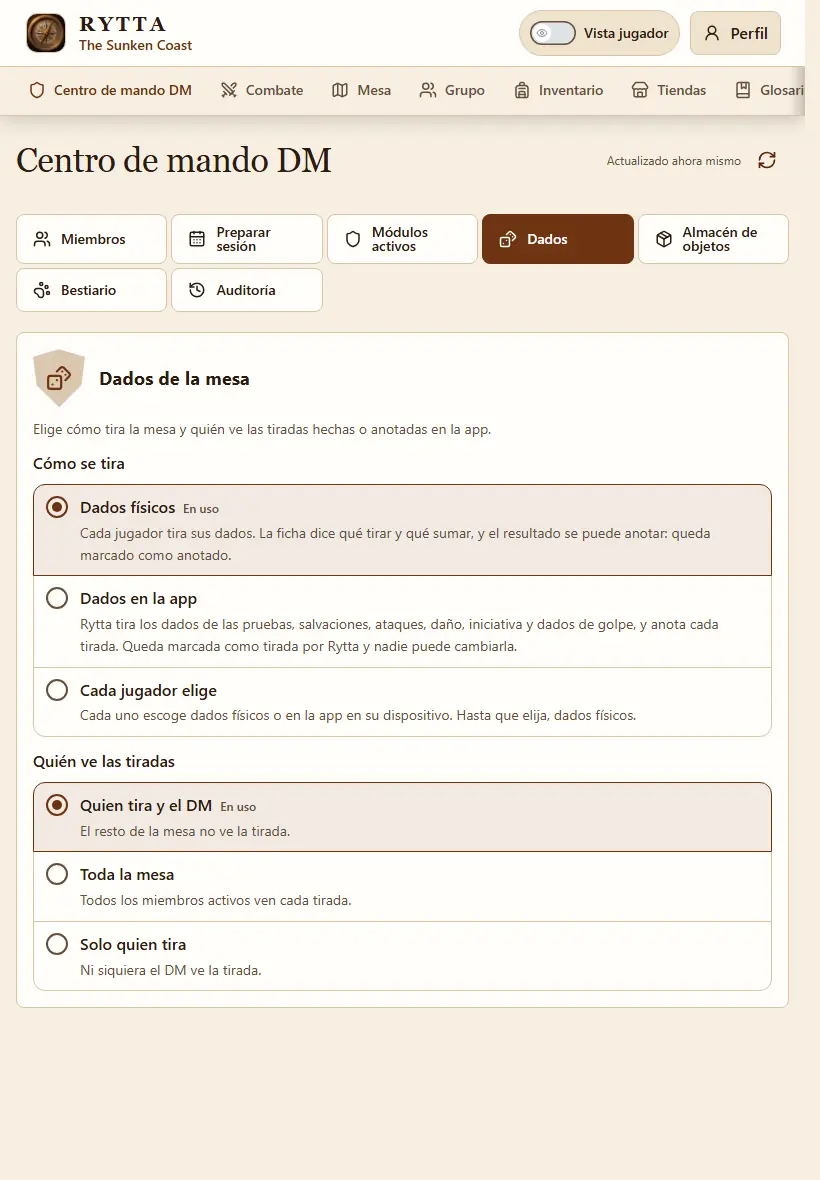 RYTTA
The Sunken Coast
Vista jugador
Perfil
Centro de mando DM
Combate
Mesa
Grupo
Inventario
Tiendas
Glosari
Centro de mando DM
Actualizado ahora mismo
Miembros
Preparar
sesión
Módulos
activos
Dados
Almacén de
objetos
Bestiario
Auditoría
Dados de la mesa
Elige cómo tira la mesa y quién ve las tiradas hechas o anotadas en la app.
Cómo se tira
Dados físicos En uso
Cada jugador tira sus dados. La ficha dice qué tirar y qué sumar, y el resultado se puede anotar: queda
marcado como anotado.
Dados en la app
Rytta tira los dados de las pruebas, salvaciones, ataques, daño, iniciativa y dados de golpe, y anota cada
tirada. Queda marcada como tirada por Rytta y nadie puede cambiarla.
Cada jugador elige
Cada uno escoge dados físicos o en la app en su dispositivo. Hasta que elija, dados físicos.
Quién ve las tiradas
Quien tira y el DM En uso
El resto de la mesa no ve la tirada.
Toda la mesa
Todos los miembros activos ven cada tirada.
Solo quien tira
Ni siquiera el DM ve la tirada.